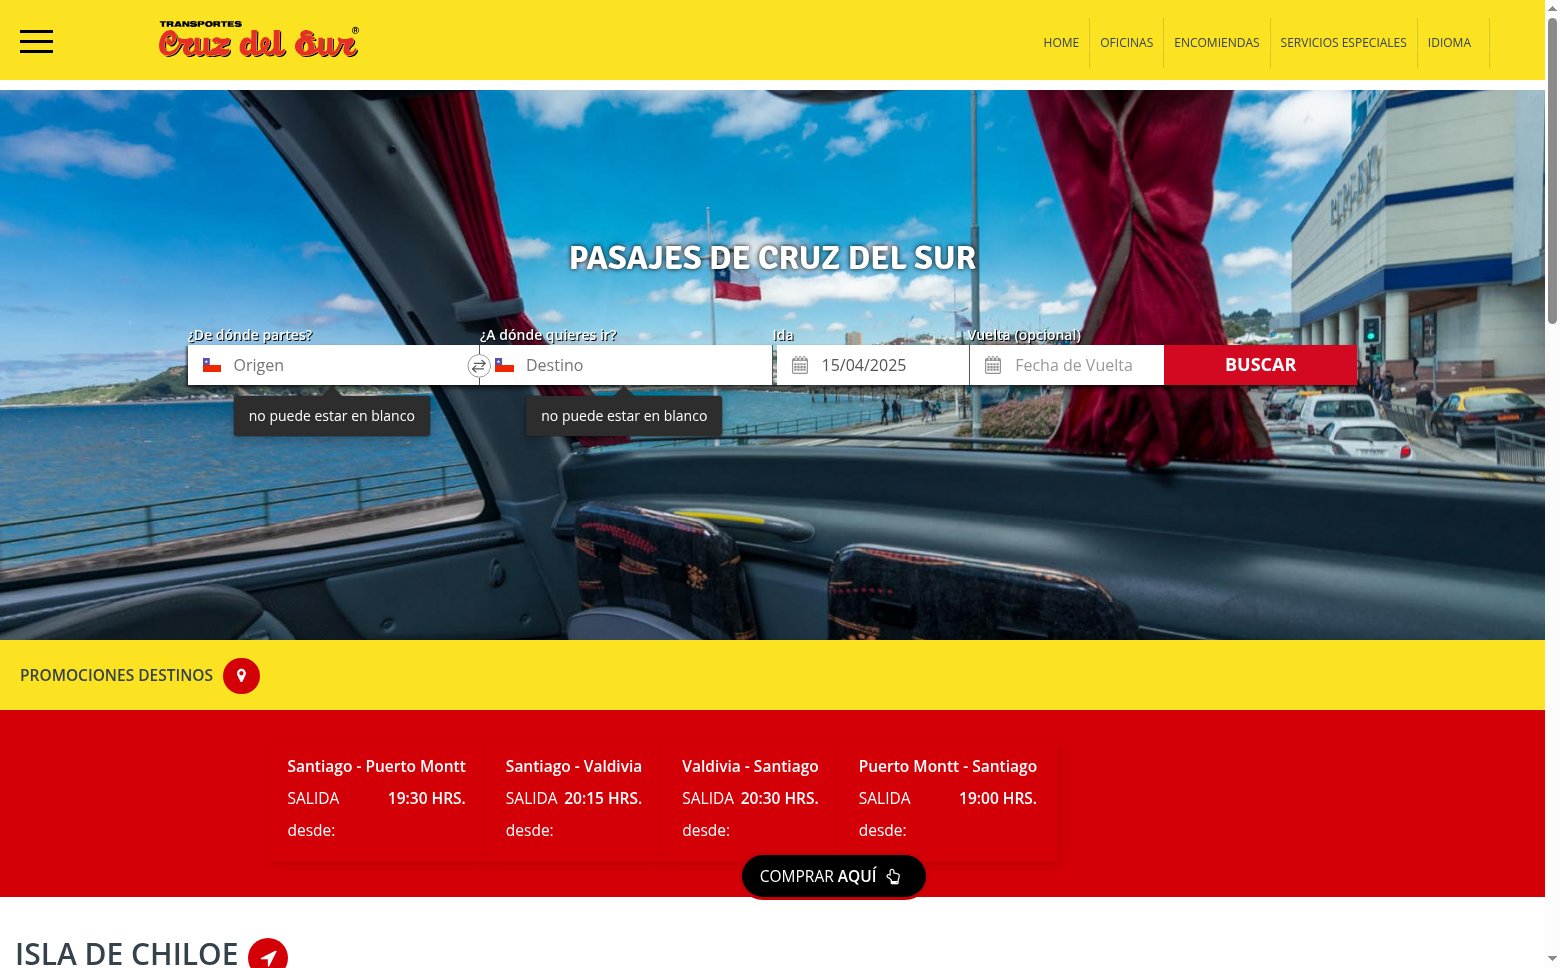 TRANSPORTES
Cruz del Sur ®
HOME
OFICINAS
ENCOMIENDAS
SERVICIOS ESPECIALES
IDIOMA
PASAJES DE CRUZ DEL SUR
¿De dónde partes?
¿A dónde quieres ir?
Ida
Vuelta (opcional)
Origen
Destino
15/04/2025
Fecha de Vuelta
BUSCAR
no puede estar en blanco
no puede estar en blanco
PROMOCIONES DESTINOS
Santiago - Puerto Montt
SALIDA 19:30 HRS.
desde:
Santiago - Valdivia
SALIDA 20:15 HRS.
desde:
Valdivia - Santiago
SALIDA 20:30 HRS.
desde:
Puerto Montt - Santiago
SALIDA 19:00 HRS.
desde:
COMPRAR AQUÍ
ISLA DE CHILOE